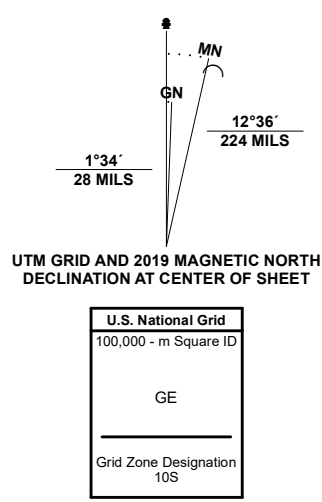 MN
GN
12°36´
224 MILS
1°34´
28 MILS
UTM GRID AND 2019 MAGNETIC NORTH
DECLINATION AT CENTER OF SHEET
U.S. National Grid
100,000 - m Square ID
GE
Grid Zone Designation
10S